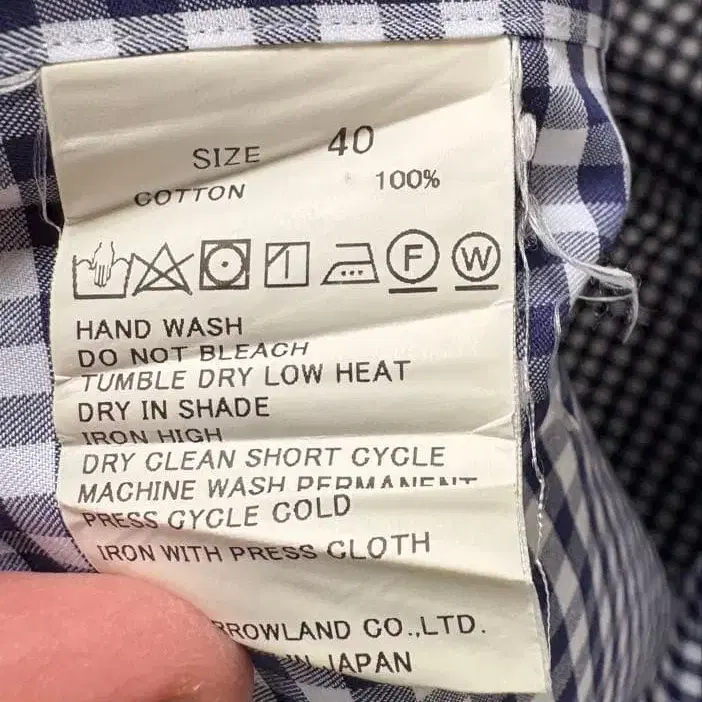 SIZE 40
COTTON 100%
F W
HAND WASH
DO NOT BLEACH
TUMBLE DRY LOW HEAT
DRY IN SHADE
IRON HIGH
DRY CLEAN SHORT CYCLE
MACHINE WASH PERMANENT
PRESS CYCLE COLD
IRON WITH PRESS CLOTH
RROWLAND CO.,LTD.
IN JAPAN